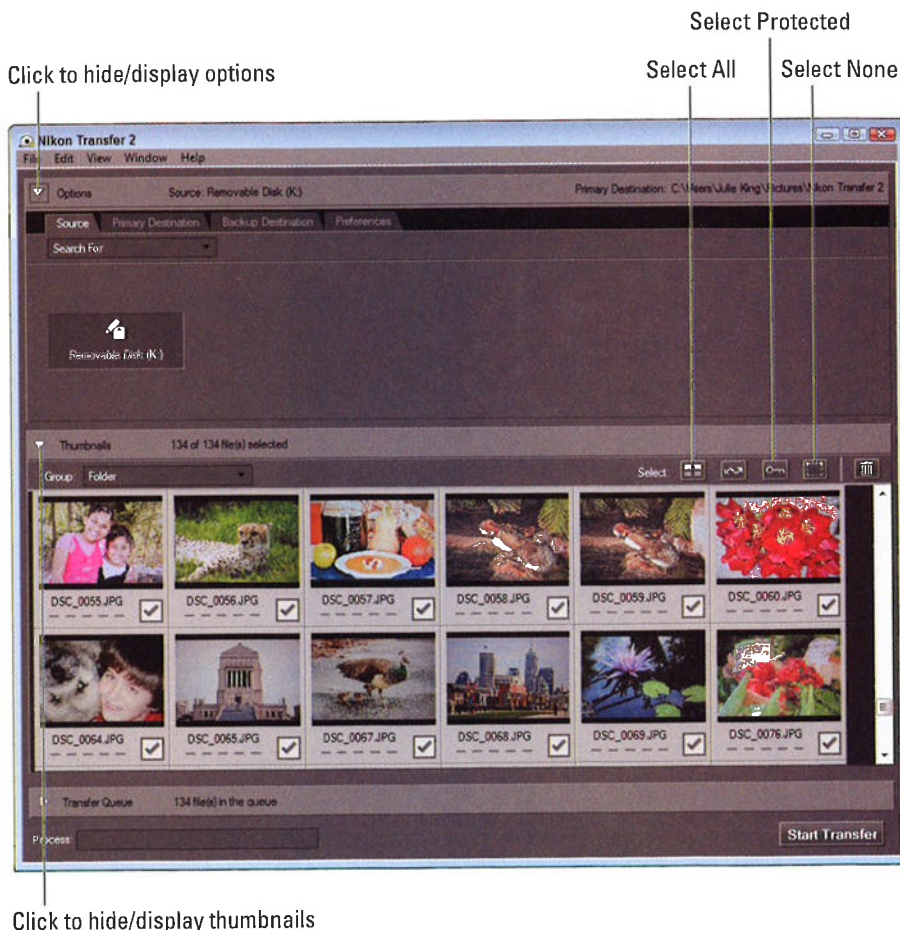 Select Protected
Click to hide/display options
Select All
Select None
Nikon Transfer 2
File Edit View Window Help
Options Source: Removable Disk (K:) Primary Destination: C:\Users\Julie King\Pictures\Nikon Transfer 2
Source Primary Destination Backup Destination Preferences
Search For
Removable Disk (K:)
Thumbnails 134 of 134 file(s) selected
Group: Folder Select:
DSC_0055.JPG DSC_0056.JPG DSC_0057.JPG DSC_0058.JPG DSC_0059.JPG DSC_0060.JPG
DSC_0064.JPG DSC_0065.JPG DSC_0067.JPG DSC_0068.JPG DSC_0069.JPG DSC_0076.JPG
Transfer Queue 134 file(s) in the queue
Process: Start Transfer
Click to hide/display thumbnails